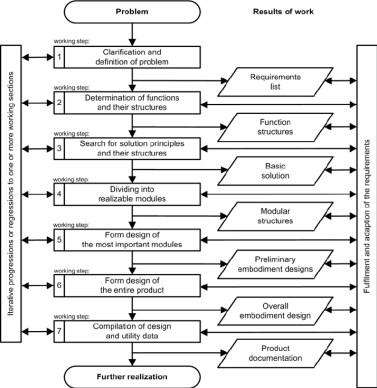 Problem
Results of work
working step:
1
Clarification and
definition of problem
Requirements
list
working step:
2
Determination of functions
and their structures
Function
structures
working step:
3
Search for solution principles
and their structures
Basic
solution
working step:
4
Dividing into
realizable modules
Modular
structures
working step:
5
Form design of
the most important modules
Preliminary
embodiment designs
working step:
6
Form design of
the entire product
Overall
embodiment design
working step:
7
Compilation of design
and utility data
Product
documentation
Further realization
Iterative progressions or regressions to one or more working sections
Fulfilment and adaption of the requirements